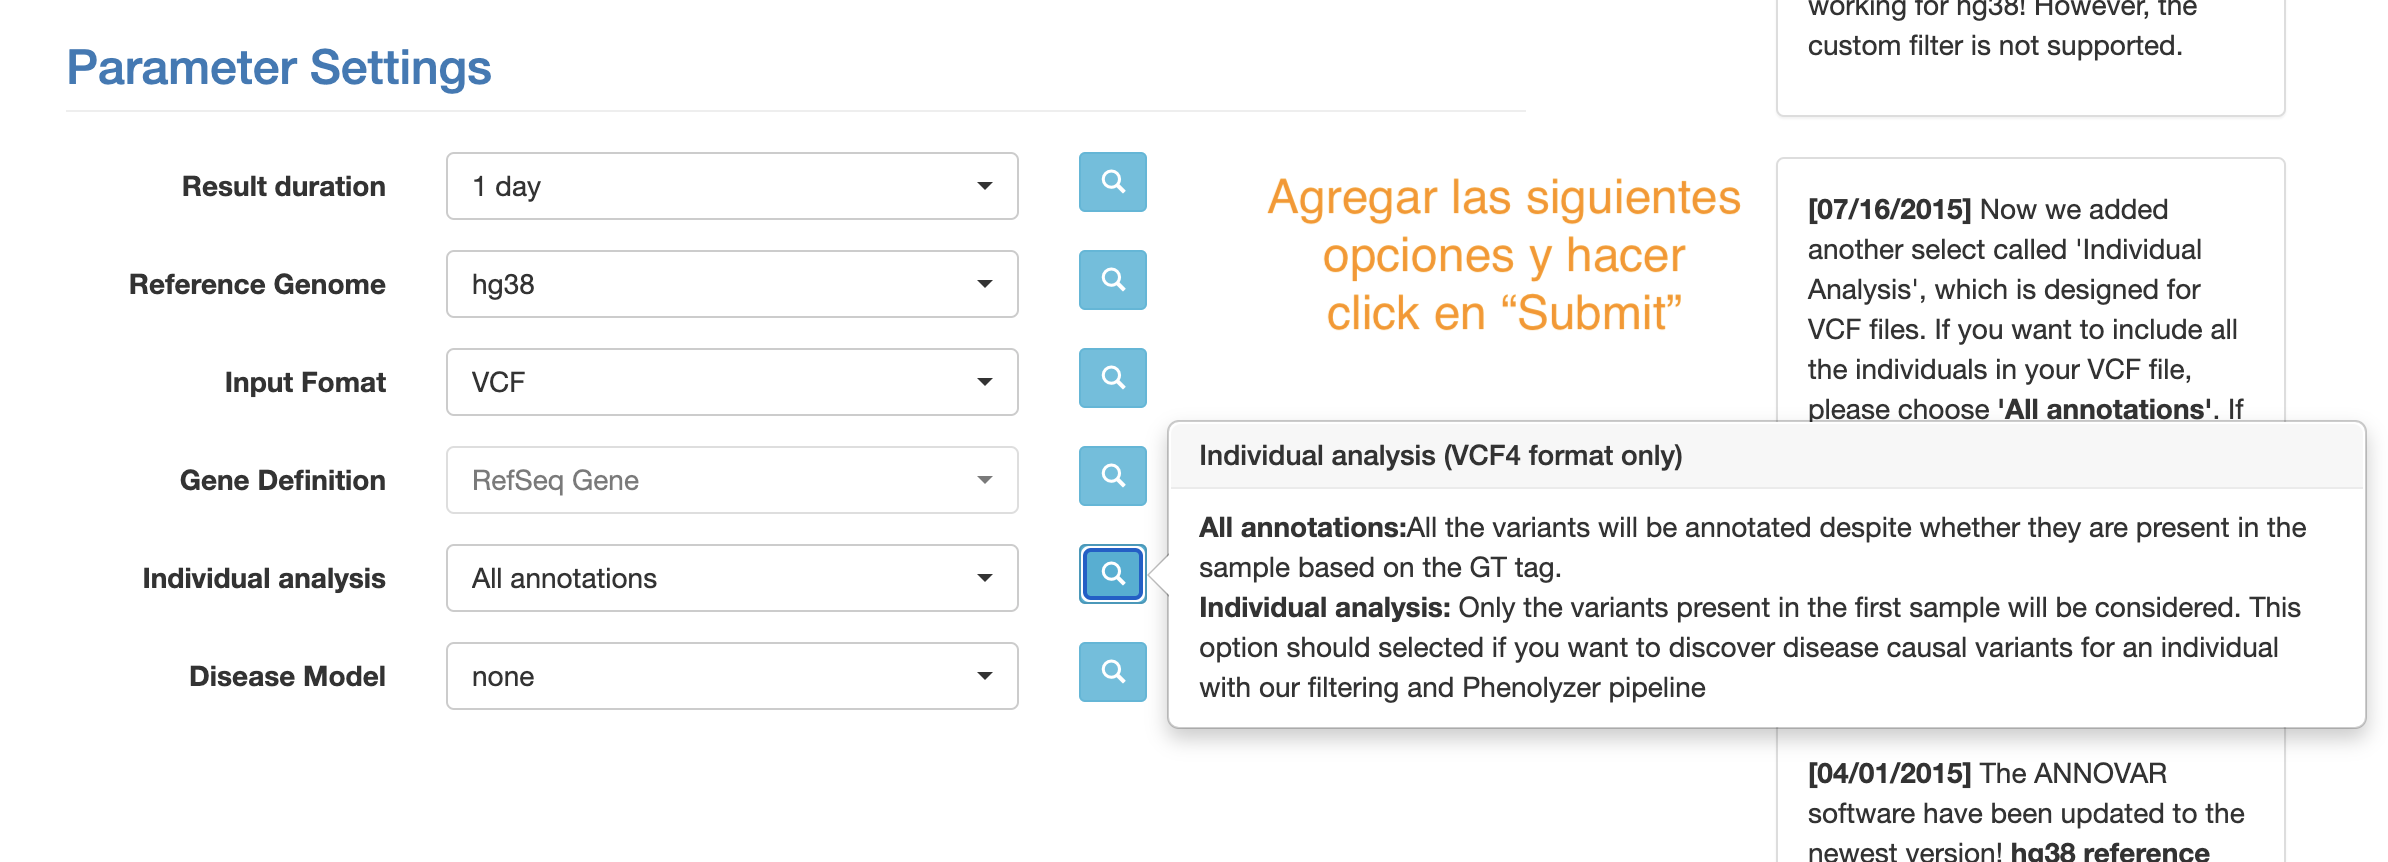 Parameter Settings
Result duration
1 day
Reference Genome
hg38
Input Fomat
VCF
Gene Definition
RefSeq Gene
Individual analysis
All annotations
Disease Model
none
Agregar las siguientes
opciones y hacer
click en “Submit”
working for hg38! However, the
custom filter is not supported.
[07/16/2015] Now we added
another select called 'Individual
Analysis', which is designed for
VCF files. If you want to include all
the individuals in your VCF file,
please choose 'All annotations'. If
Individual analysis (VCF4 format only)
All annotations:All the variants will be annotated despite whether they are present in the
sample based on the GT tag.
Individual analysis: Only the variants present in the first sample will be considered. This
option should selected if you want to discover disease causal variants for an individual
with our filtering and Phenolyzer pipeline
[04/01/2015] The ANNOVAR
software have been updated to the
newest version! hg38 reference